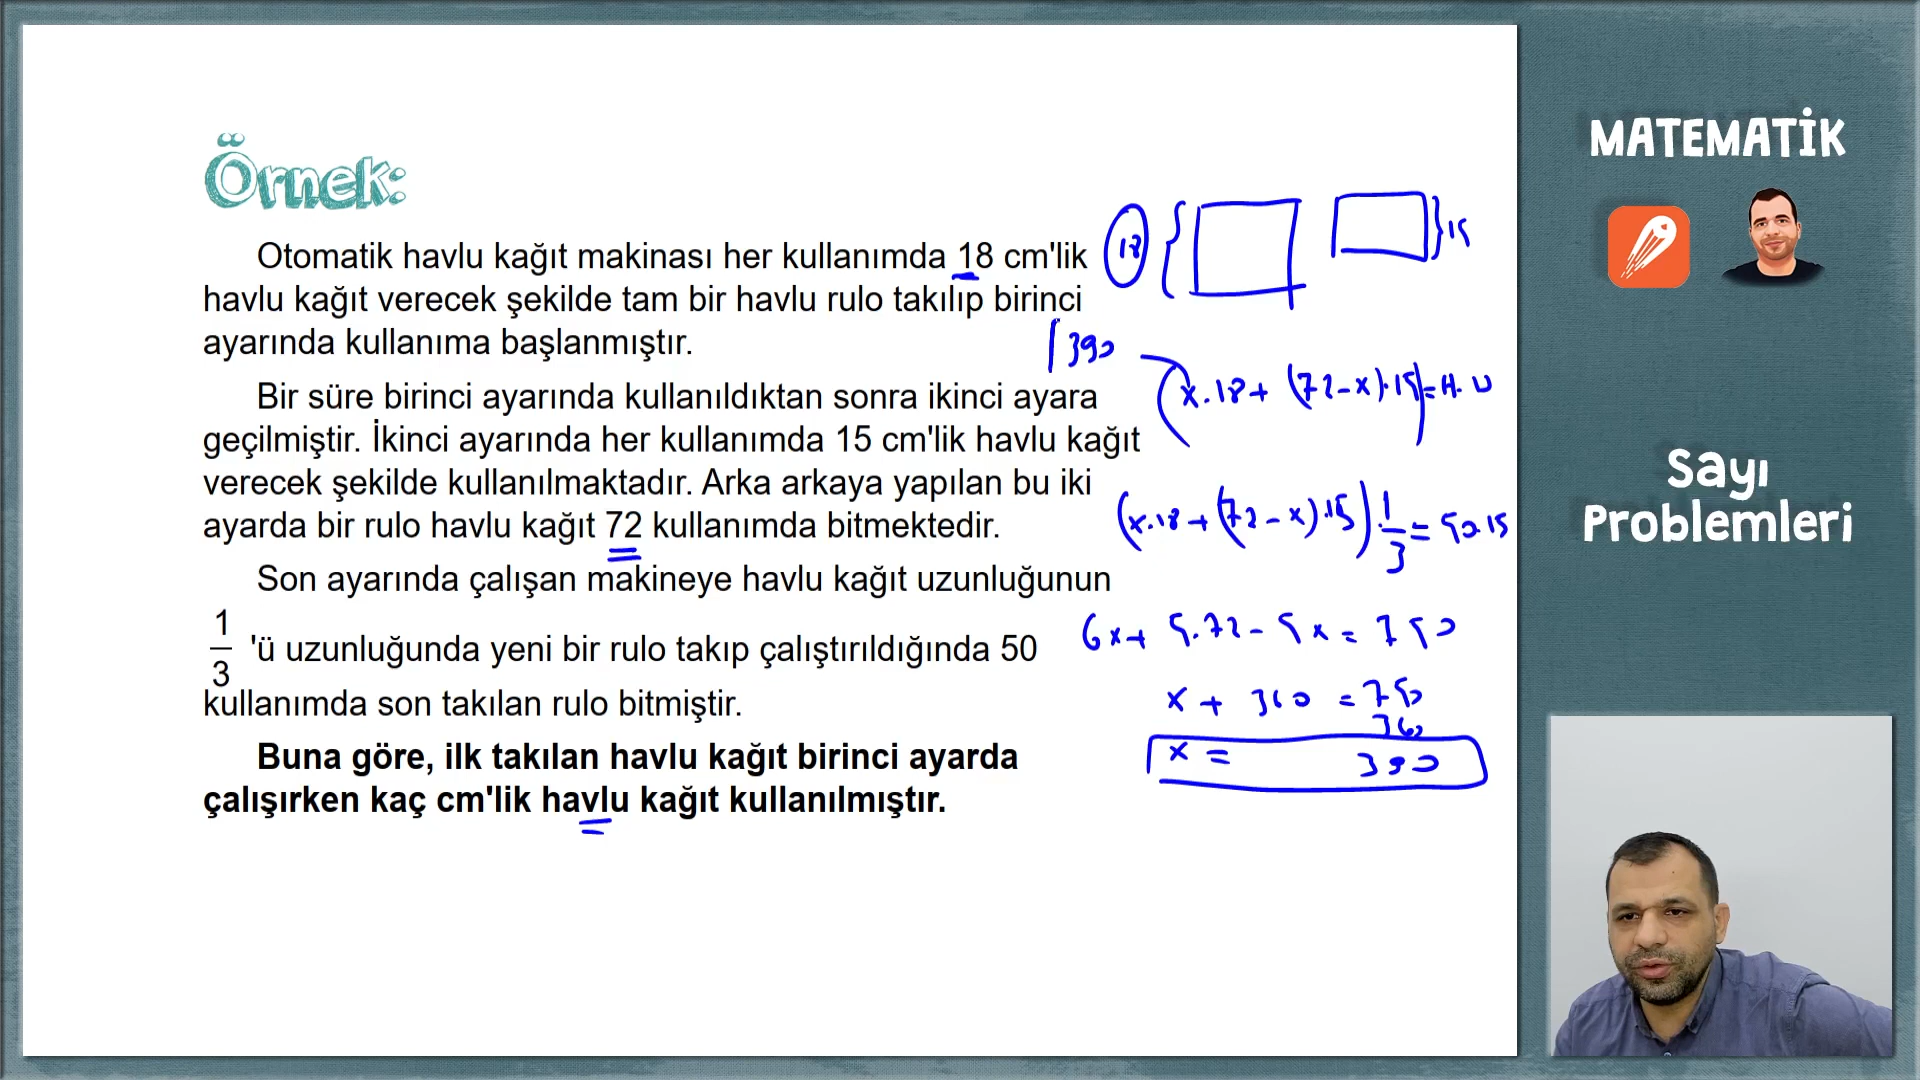 Örnek:
Otomatik havlu kağıt makinası her kullanımda 18 cm'lik
havlu kağıt verecek şekilde tam bir havlu rulo takılıp birinci
ayarında kullanıma başlanmıştır.
Bir süre birinci ayarında kullanıldıktan sonra ikinci ayara
geçilmiştir. İkinci ayarında her kullanımda 15 cm'lik havlu kağıt
verecek şekilde kullanılmaktadır. Arka arkaya yapılan bu iki
ayarda bir rulo havlu kağıt 72 kullanımda bitmektedir.
Son ayarında çalışan makineye havlu kağıt uzunluğunun
1/3 'ü uzunluğunda yeni bir rulo takıp çalıştırıldığında 50
kullanımda son takılan rulo bitmiştir.
Buna göre, ilk takılan havlu kağıt birinci ayarda
çalışırken kaç cm'lik havlu kağıt kullanılmıştır.
18
15
390
(x.18+ (72-x).15)=H.U
(x.18+(72-x).15).1/3=50.15
6x+ 5.72-5x=750
x + 360 =750
360
x = 390
MATEMATİK
Sayı
Problemleri